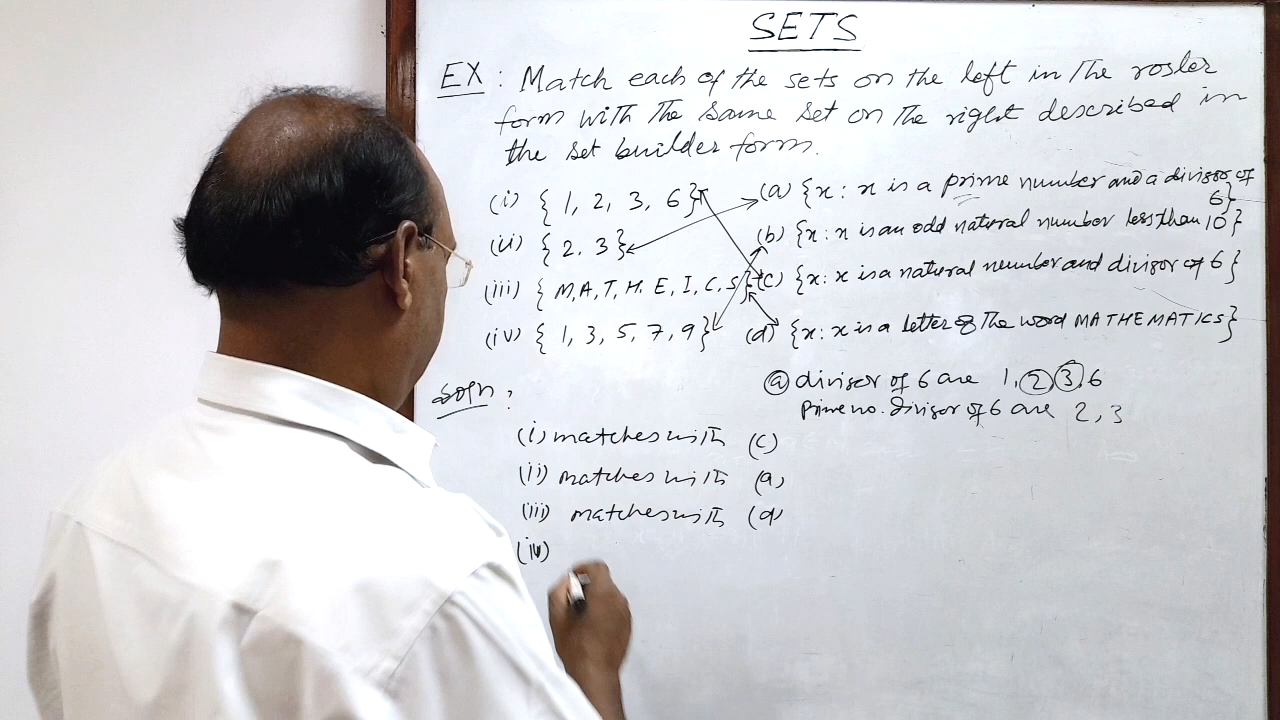 SETS
EX : Match each of the sets on the left in the roster
form with the same set on the right described in
the set builder form.
(i) { 1, 2, 3, 6}
(a) {x : x is a prime number and a divisor of
6}
(ii) { 2. 3}
(b) {x : x is an odd natural number less than 10}
(iii) { M, A, T, H. E, I, C, S}
(c) {x : x is a natural number and divisor of 6}
(iv) { 1, 3, 5, 7, 9}
(d) {x : x is a letter of the word MATHEMATICS}
Soln :
(a) divisor of 6 are 1, 2, 3, 6
Prime no. divisor of 6 are 2, 3
(i) matches with (c)
(ii) matches with (a)
(iii) matches with (d)
(iv)